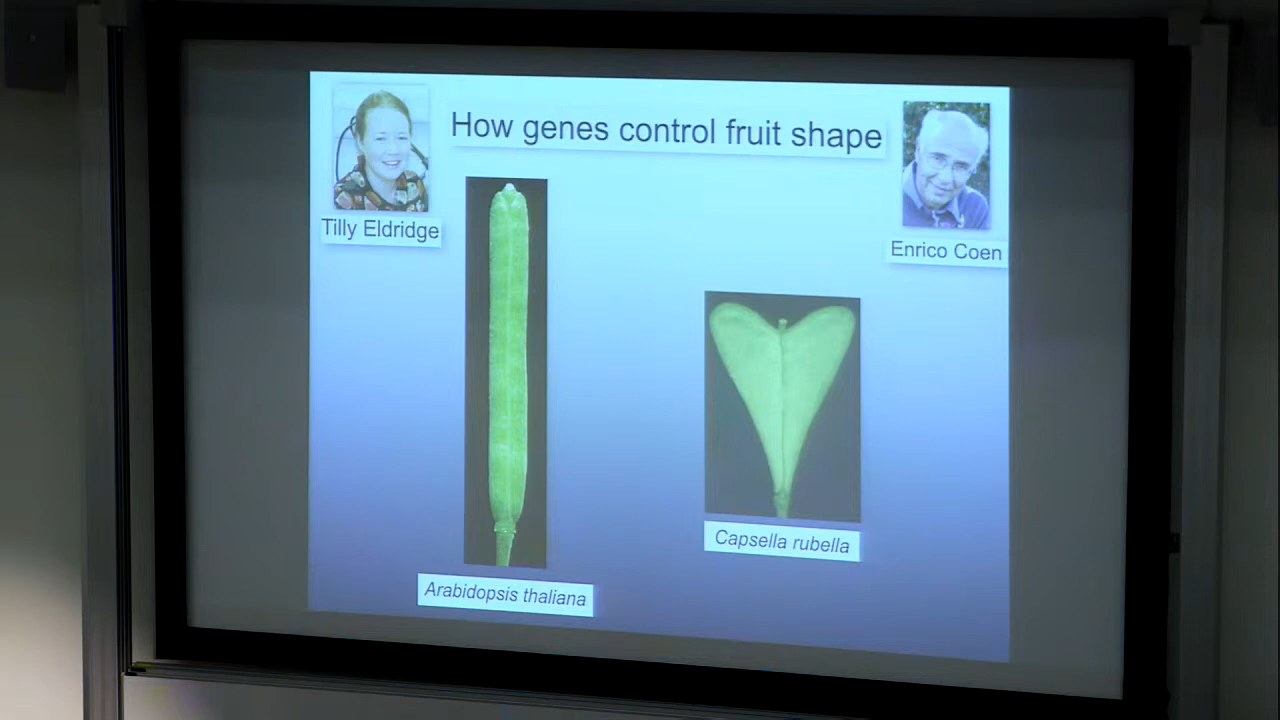 How genes control fruit shape
Tilly Eldridge
Enrico Coen
Capsella rubella
Arabidopsis thaliana